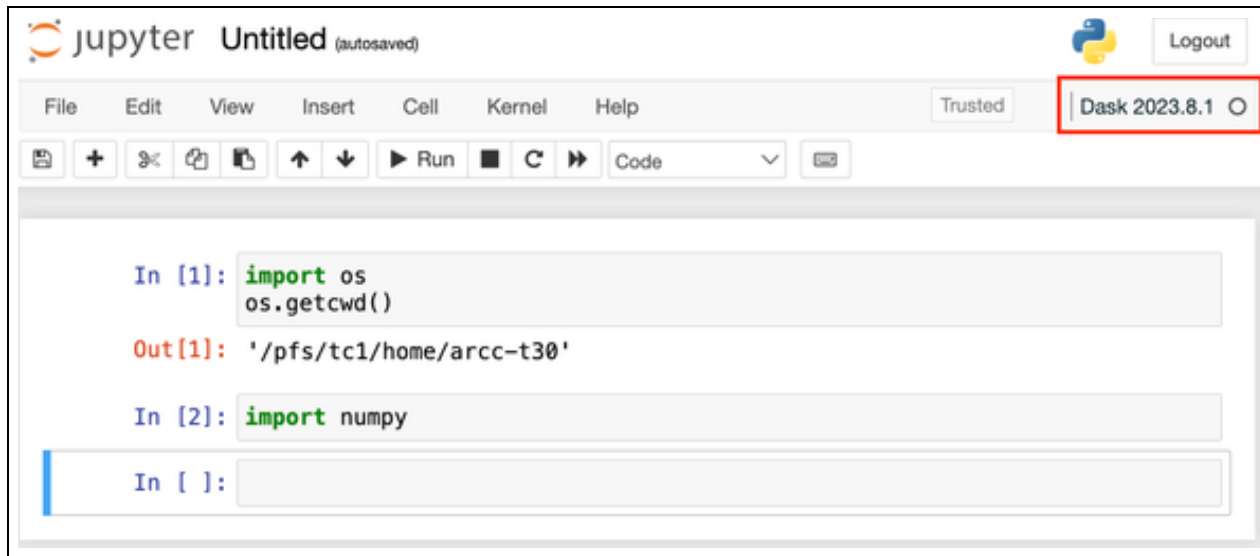 jupyter Untitled (autosaved) Logout
File Edit View Insert Cell Kernel Help Trusted Dask 2023.8.1
Run Code
In [1]: import os
os.getcwd()
Out[1]: '/pfs/tc1/home/arcc-t30'
In [2]: import numpy
In [ ]: